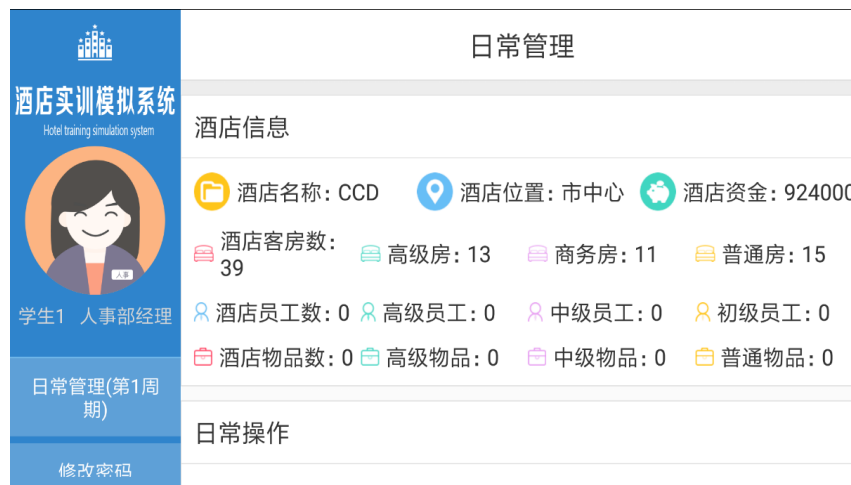 日常管理
酒店实训模拟系统
Hotel training simulation system
人事
学生1 人事部经理
日常管理(第1周
期)
修改密码
酒店信息
酒店名称: CCD 酒店位置: 市中心 酒店资金: 924000
酒店客房数:
39 高级房: 13 商务房: 11 普通房: 15
酒店员工数: 0 高级员工: 0 中级员工: 0 初级员工: 0
酒店物品数: 0 高级物品: 0 中级物品: 0 普通物品: 0
日常操作